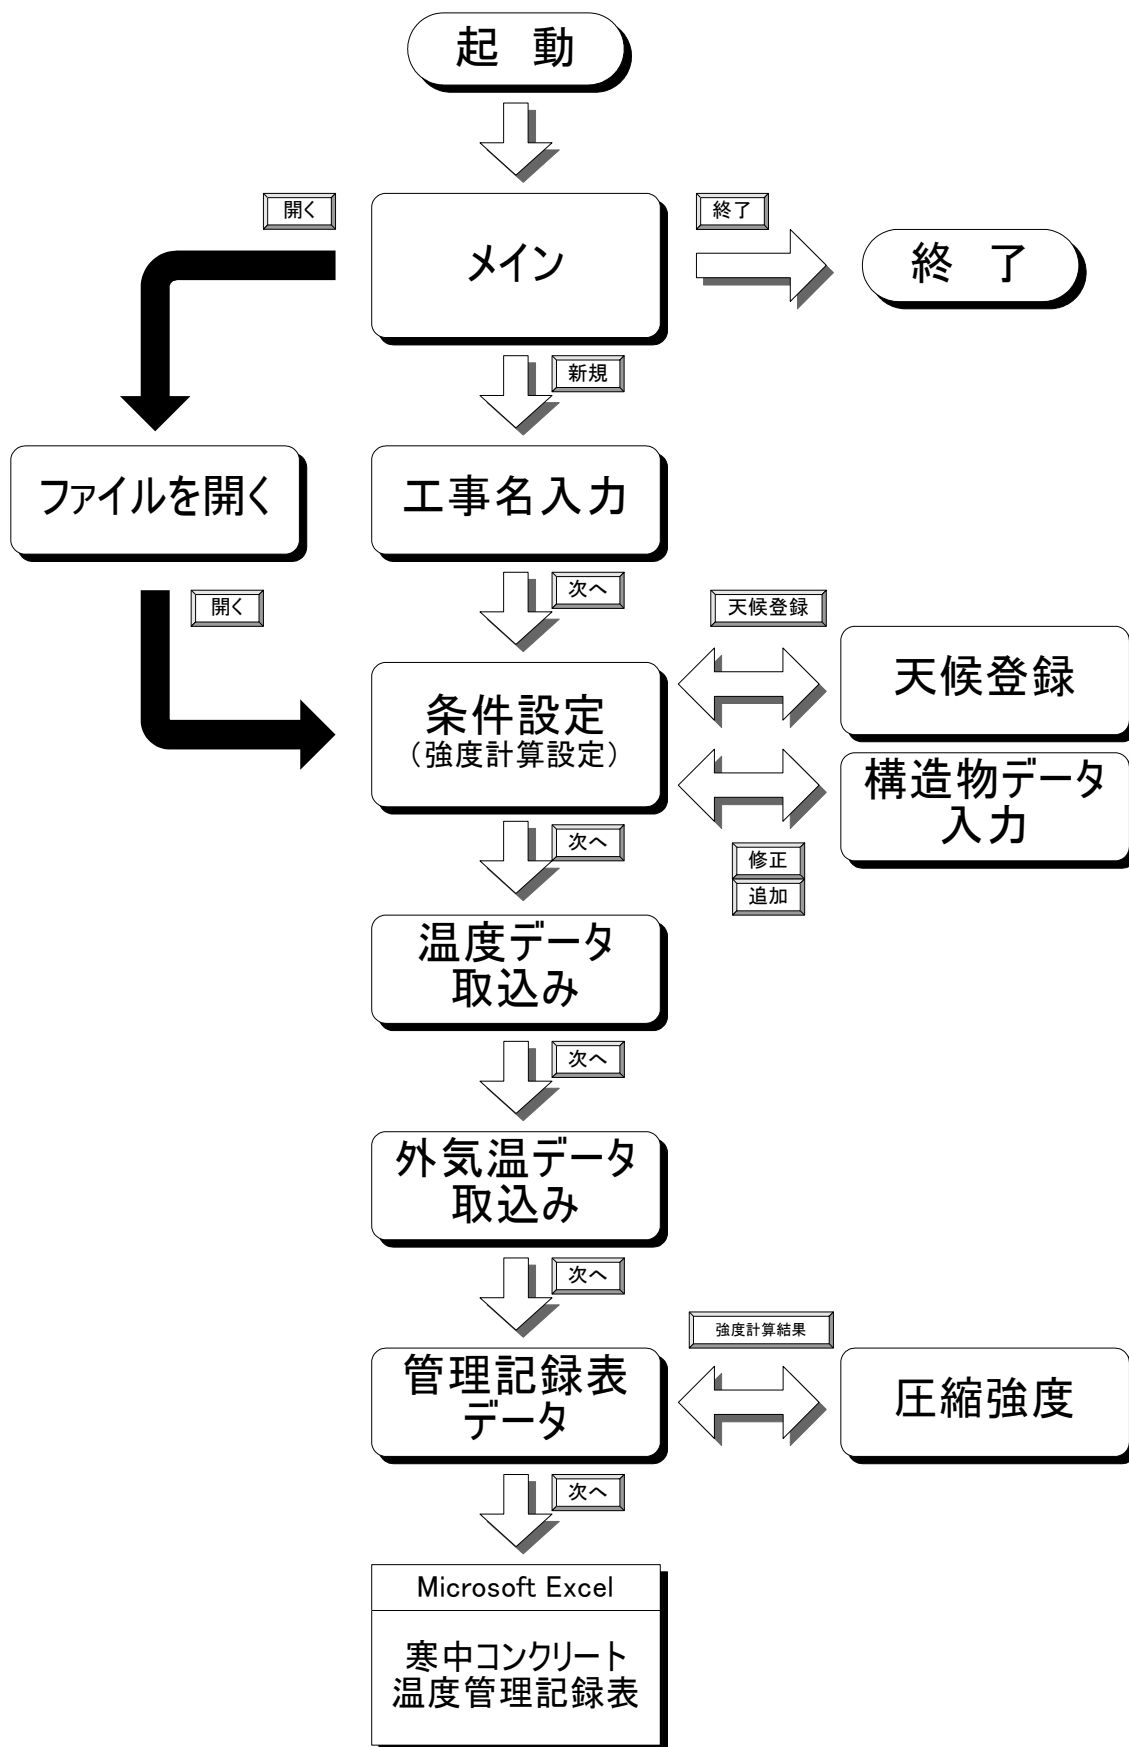 起 動
開く
終了
メイン
終 了
新規
ファイルを開く
工事名入力
次へ
開く
天候登録
天候登録
条件設定
（強度計算設定）
構造物データ
入力
次へ
修正
追加
温度データ
取込み
次へ
外気温データ
取込み
次へ
強度計算結果
管理記録表
データ
圧縮強度
次へ
Microsoft Excel
寒中コンクリート
温度管理記録表